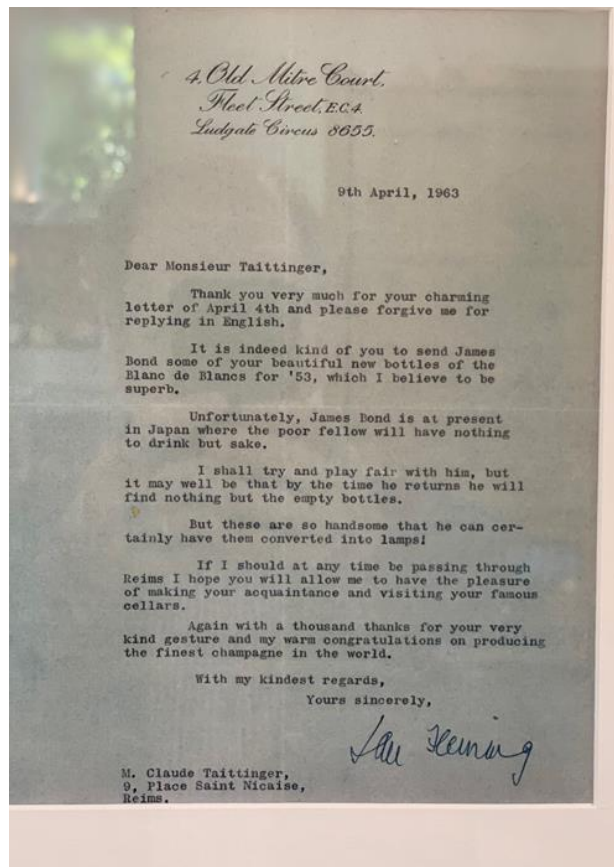 4, Old Mitre Court,
Fleet Street, E.C.4.
Ludgate Circus 8655.
9th April, 1963
Dear Monsieur Taittinger,
Thank you very much for your charming
letter of April 4th and please forgive me for
replying in English.
It is indeed kind of you to send James
Bond some of your beautiful new bottles of the
Blanc de Blancs for '53, which I believe to be
superb.
Unfortunately, James Bond is at present
in Japan where the poor fellow will have nothing
to drink but sake.
I shall try and play fair with him, but
it may well be that by the time he returns he will
find nothing but the empty bottles.
But these are so handsome that he can cer-
tainly have them converted into lamps!
If I should at any time be passing through
Reims I hope you will allow me to have the pleasure
of making your acquaintance and visiting your famous
cellars.
Again with a thousand thanks for your very
kind gesture and my warm congratulations on producing
the finest champagne in the world.
With my kindest regards,
Yours sincerely,
Ian Fleming
M. Claude Taittinger,
9, Place Saint Nicaise,
Reims.